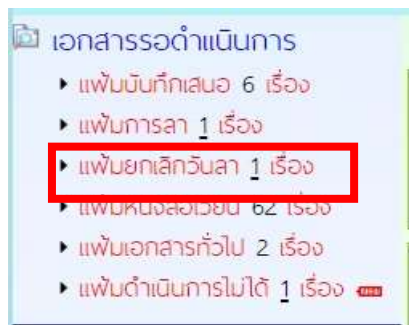 เอกสารรอดำเนินการ
แฟ้มบันทึกเสนอ 6 เรื่อง
แฟ้มการลา 1 เรื่อง
แฟ้มยกเลิกวันลา 1 เรื่อง
แฟ้มหนังสือเวียน 62 เรื่อง
แฟ้มเอกสารทั่วไป 2 เรื่อง
แฟ้มดำเนินการไม่ได้ 1 เรื่อง